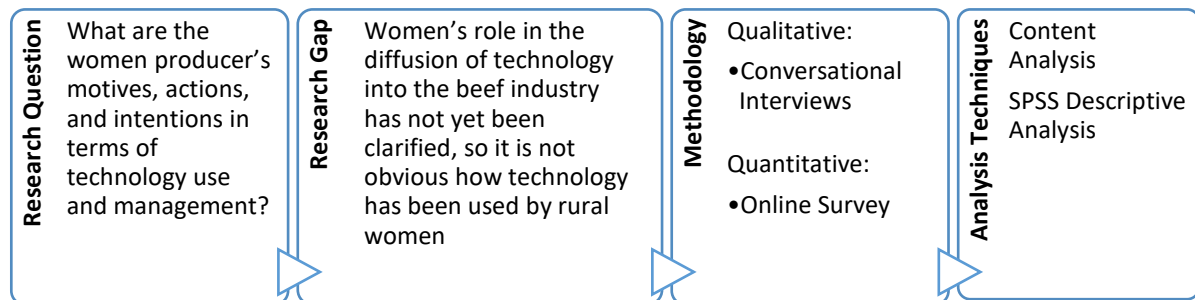 Research Question
What are the
women producer's
motives, actions,
and intentions in
terms of
technology use
and management?
Research Gap
Women's role in the
diffusion of technology
into the beef industry
has not yet been
clarified, so it is not
obvious how technology
has been used by rural
women
Methodology
Qualitative:
•Conversational
Interviews
Quantitative:
•Online Survey
Analysis Techniques
Content
Analysis
SPSS Descriptive
Analysis